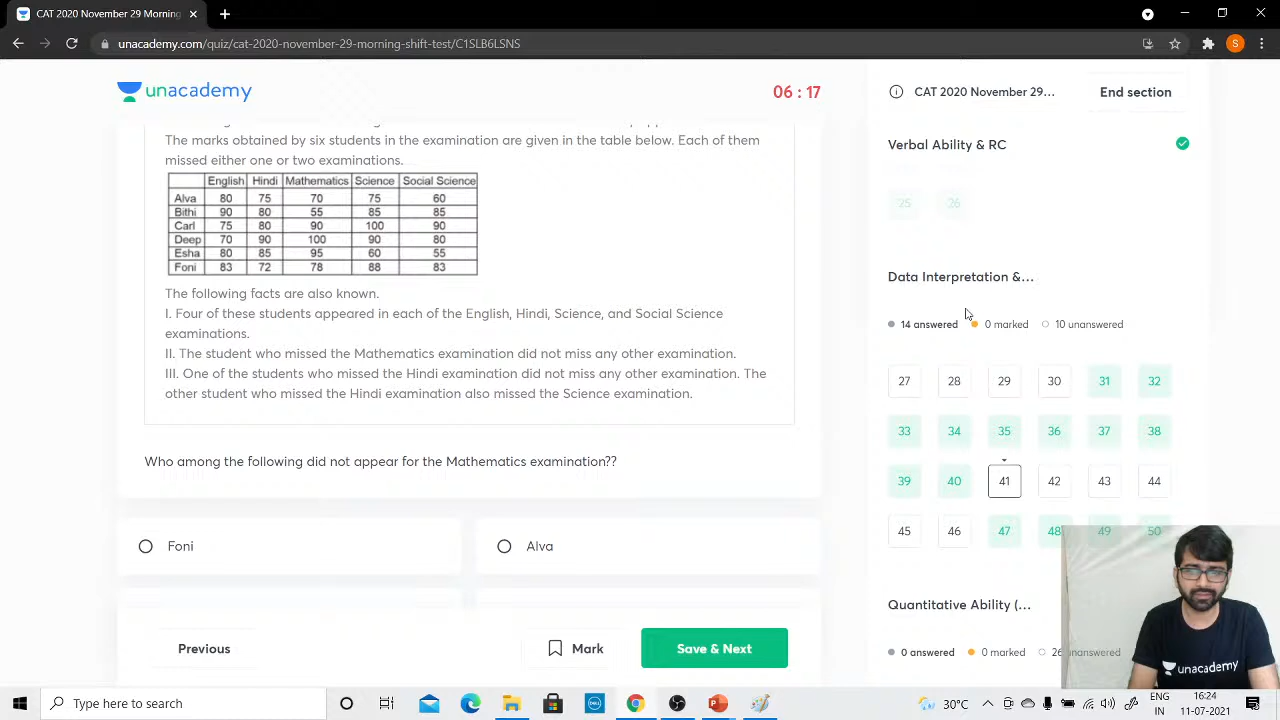 CAT 2020 November 29 Morning
unacademy.com/quiz/cat-2020-november-29-morning-shift-test/C1SLB6LSNS
S
unacademy
06 : 17
CAT 2020 November 29...
End section
The marks obtained by six students in the examination are given in the table below. Each of them
missed either one or two examinations.
English Hindi Mathematics Science Social Science
Alva 80 75 70 75 60
Bithi 90 80 55 85 85
Carl 75 80 90 100 90
Deep 70 90 100 90 80
Esha 80 85 95 60 55
Foni 83 72 78 88 83
The following facts are also known.
I. Four of these students appeared in each of the English, Hindi, Science, and Social Science
examinations.
II. The student who missed the Mathematics examination did not miss any other examination.
III. One of the students who missed the Hindi examination did not miss any other examination. The
other student who missed the Hindi examination also missed the Science examination.
Who among the following did not appear for the Mathematics examination??
Foni
Alva
Previous
Mark
Save & Next
Verbal Ability & RC
25 26
Data Interpretation &...
14 answered 0 marked 10 unanswered
27 28 29 30 31 32
33 34 35 36 37 38
39 40 41 42 43 44
45 46 47 48 49 50
Quantitative Ability (...
0 answered 0 marked 26 unanswered
unacademy
Type here to search
DELL
30°C
ENG
IN
16:24
11-07-2021